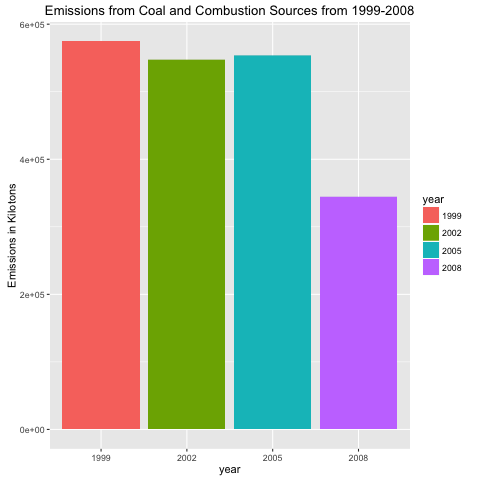 Emissions from Coal and Combustion Sources from 1999-2008
6e+05
4e+05
2e+05
0e+00
Emissions in Kilotons
1999 2002 2005 2008
year
year
1999
2002
2005
2008